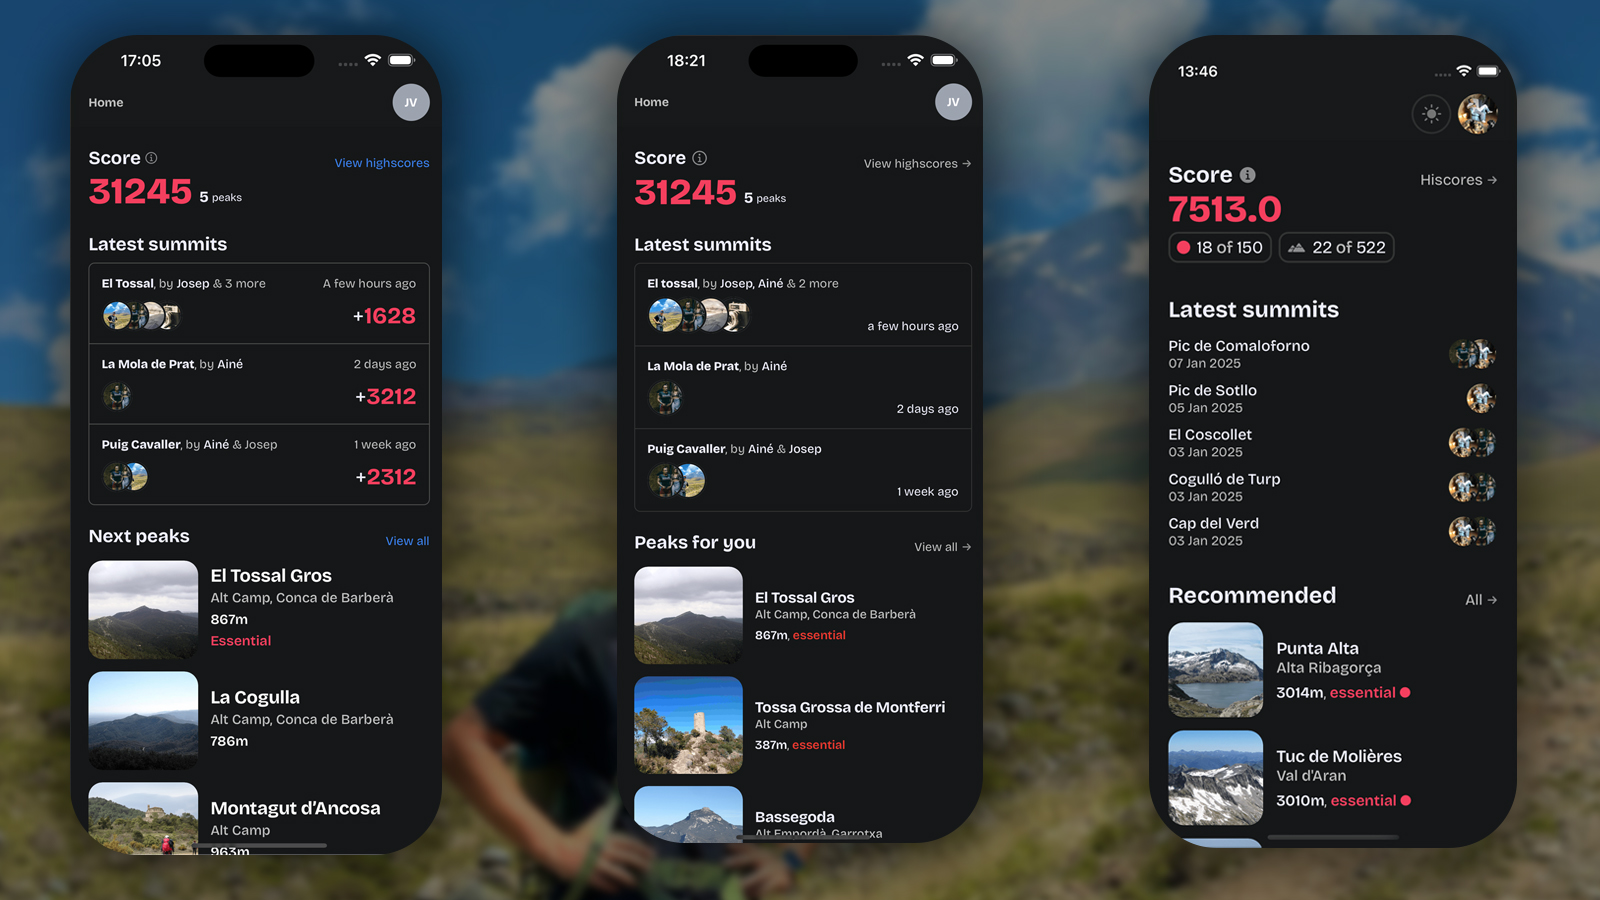 17:05
Home
JV
Score
View highscores
31245 5 peaks
Latest summits
El Tossal, by Josep & 3 more
A few hours ago
+1628
La Mola de Prat, by Ainé
2 days ago
+3212
Puig Cavaller, by Ainé & Josep
1 week ago
+2312
Next peaks
View all
El Tossal Gros
Alt Camp, Conca de Barberà
867m
Essential
La Cogulla
Alt Camp, Conca de Barberà
786m
Montagut d'Ancosa
Alt Camp
963m
18:21
Home
JV
Score
View highscores →
31245 5 peaks
Latest summits
El tossal, by Josep, Ainé & 2 more
a few hours ago
La Mola de Prat, by Ainé
2 days ago
Puig Cavaller, by Ainé & Josep
1 week ago
Peaks for you
View all →
El Tossal Gros
Alt Camp, Conca de Barberà
867m, essential
Tossa Grossa de Montferri
Alt Camp
387m, essential
Bassegoda
Alt Empordà, Garrotxa
13:46
Score
Hiscores →
7513.0
18 of 150
22 of 522
Latest summits
Pic de Comaloforno
07 Jan 2025
Pic de Sotllo
05 Jan 2025
El Coscollet
03 Jan 2025
Cogulló de Turp
03 Jan 2025
Cap del Verd
03 Jan 2025
Recommended
All →
Punta Alta
Alta Ribagorça
3014m, essential
Tuc de Molières
Val d'Aran
3010m, essential